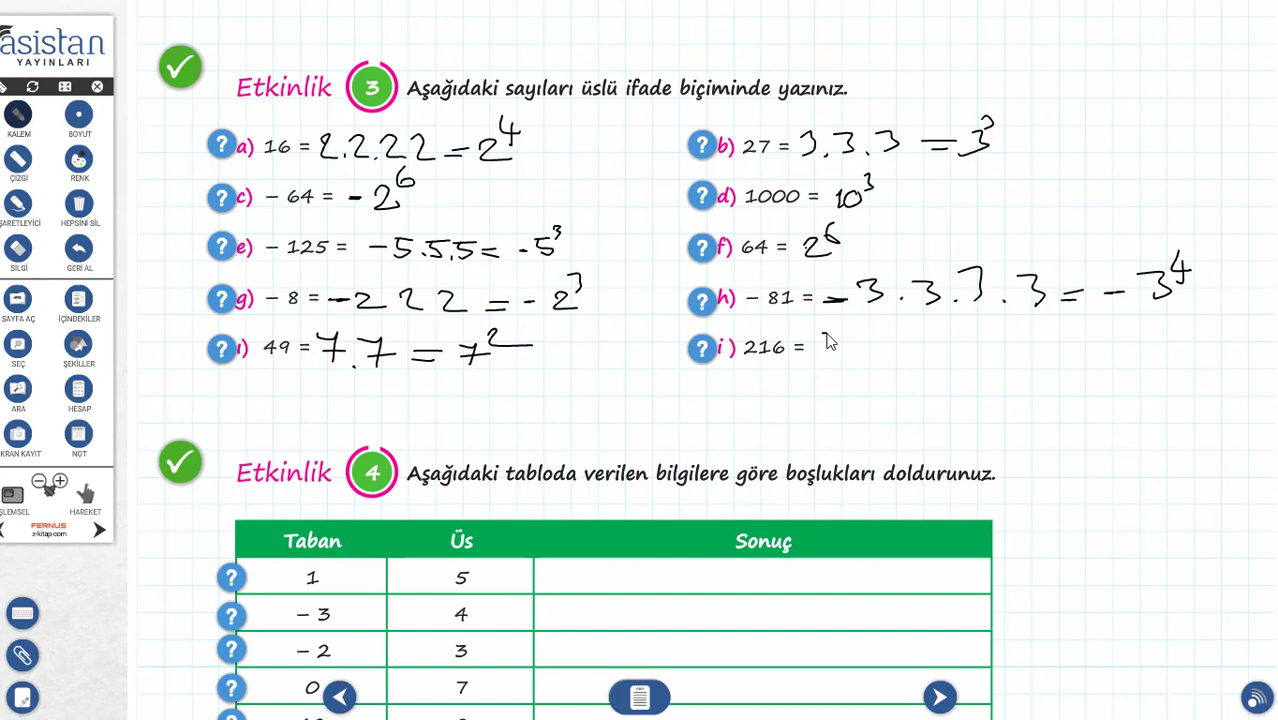 asistan
YAYINLARI
KALEM
BOYUT
ÇİZGİ
RENK
ŞARETLEYİCİ
HEPSİNİ SİL
SİLGİ
GERİ AL
SAYFA AÇ
İÇİNDEKİLER
SEÇ
ŞEKİLLER
ARA
HESAP
KRAN KAYIT
NOT
ŞLEMSEL
HAREKET
FERNUS
z-kitap.com
Etkinlik 3 Aşağıdaki sayıları üslü ifade biçiminde yazınız.
? a) 16 = 2.2.2 2 = 2⁴
? b) 27 = 3.3.3 = 3³
? c) – 64 = - 2⁶
? d) 1000 = 10³
? e) – 125 = -5.5.5 = -5³
? f) 64 = 2⁶
? g) – 8 = -2 2 2 = - 2³
? h) – 81 = -3.3.3.3 = - 3⁴
? ı) 49 = 7.7 = 7²
? i) 216 =
Etkinlik 4 Aşağıdaki tabloda verilen bilgilere göre boşlukları doldurunuz.
Taban Üs Sonuç
? 1 5
? – 3 4
? – 2 3
? 0 7